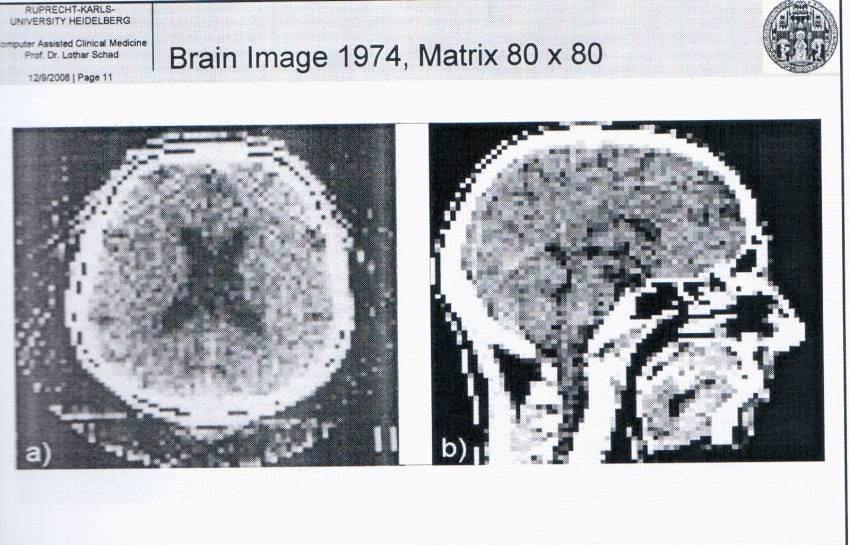 RUPRECHT-KARLS-
UNIVERSITY HEIDELBERG
omputer Assisted Clinical Medicine
Prof. Dr. Lothar Schad
12/9/2008 | Page 11
Brain Image 1974, Matrix 80 x 80
a)
b)